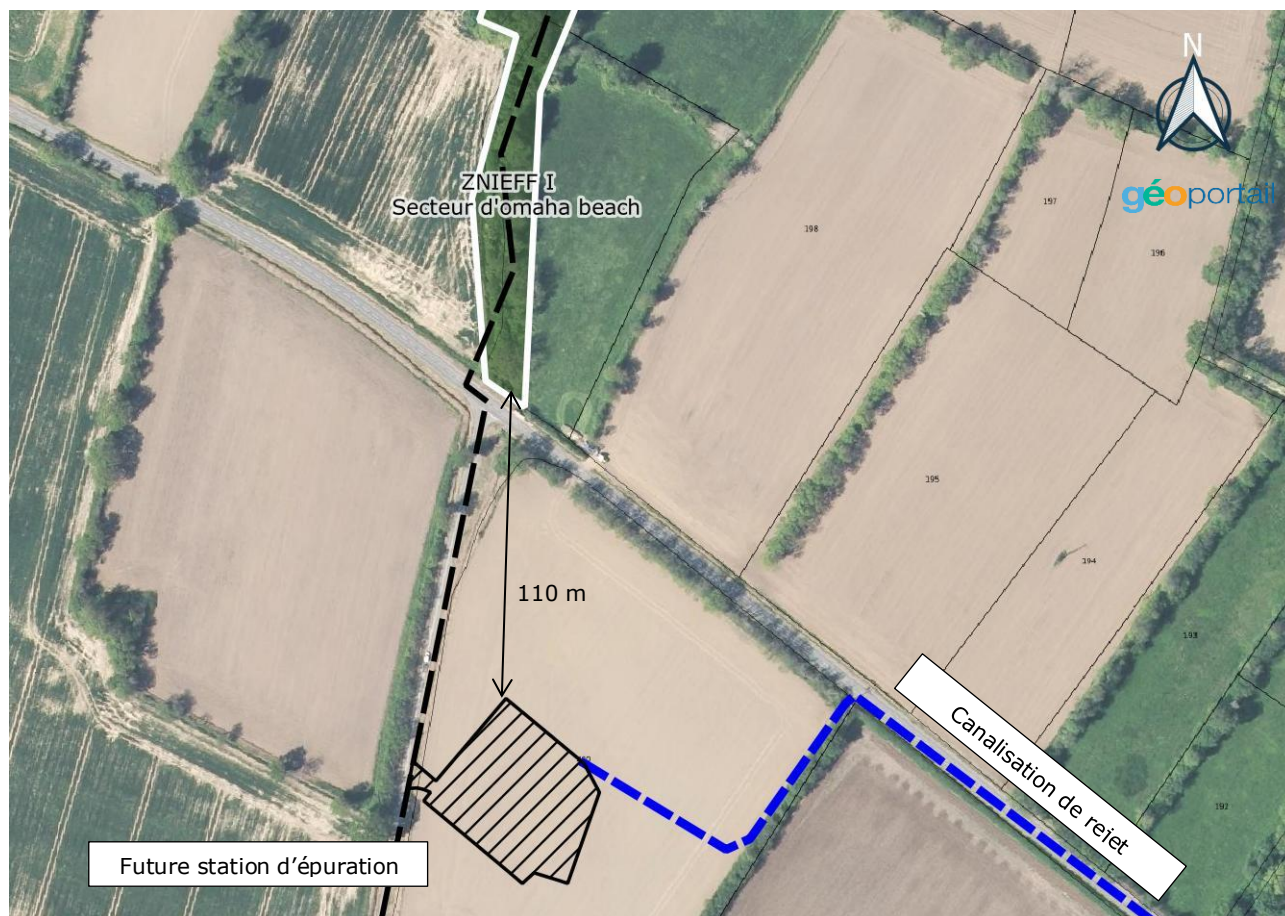 N
ZNIEFF I
Secteur d'omaha beach
géoportail
197
198
196
195
194
110 m
193
Canalisation de rejet
192
Future station d’épuration